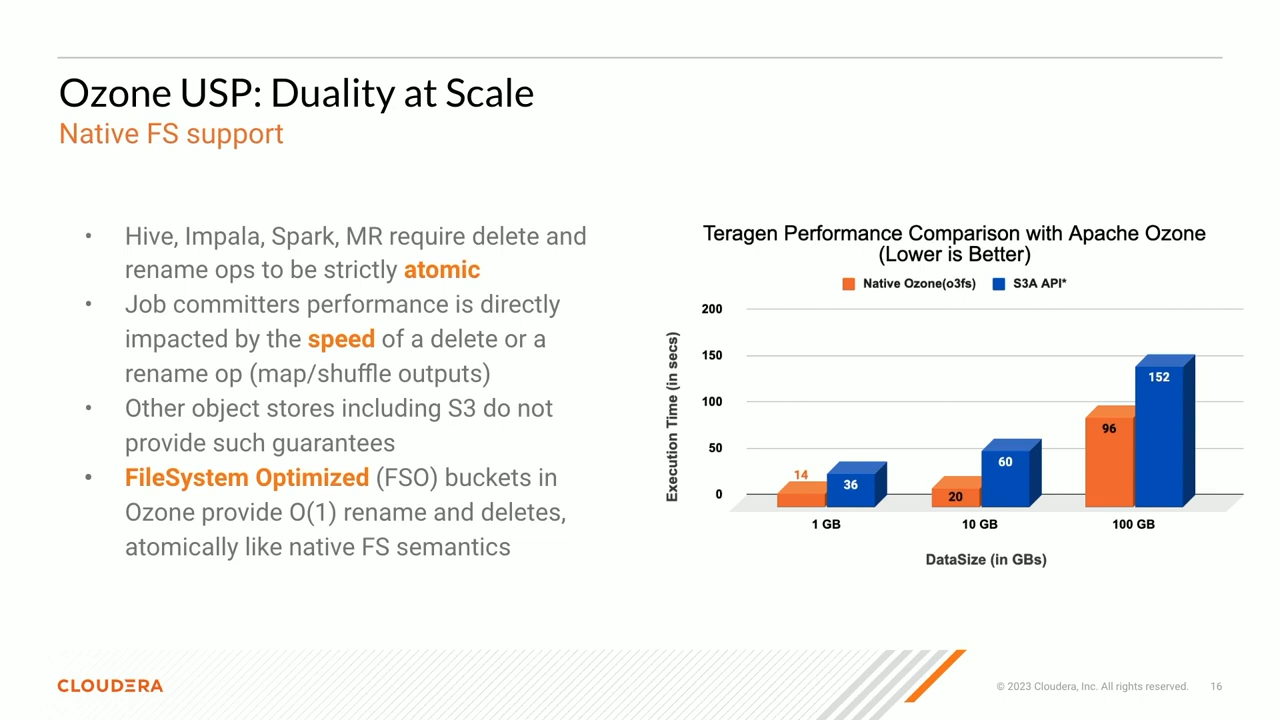 Ozone USP: Duality at Scale
Native FS support
• Hive, Impala, Spark, MR require delete and
rename ops to be strictly atomic
• Job committers performance is directly
impacted by the speed of a delete or a
rename op (map/shuffle outputs)
• Other object stores including S3 do not
provide such guarantees
• FileSystem Optimized (FSO) buckets in
Ozone provide O(1) rename and deletes,
atomically like native FS semantics
Teragen Performance Comparison with Apache Ozone
(Lower is Better)
Native Ozone(o3fs) S3A API*
Execution Time (in secs)
200
150
100
50
0
14
36
20
60
96
152
1 GB
10 GB
100 GB
DataSize (in GBs)
CLOUDERA
© 2023 Cloudera, Inc. All rights reserved. 16